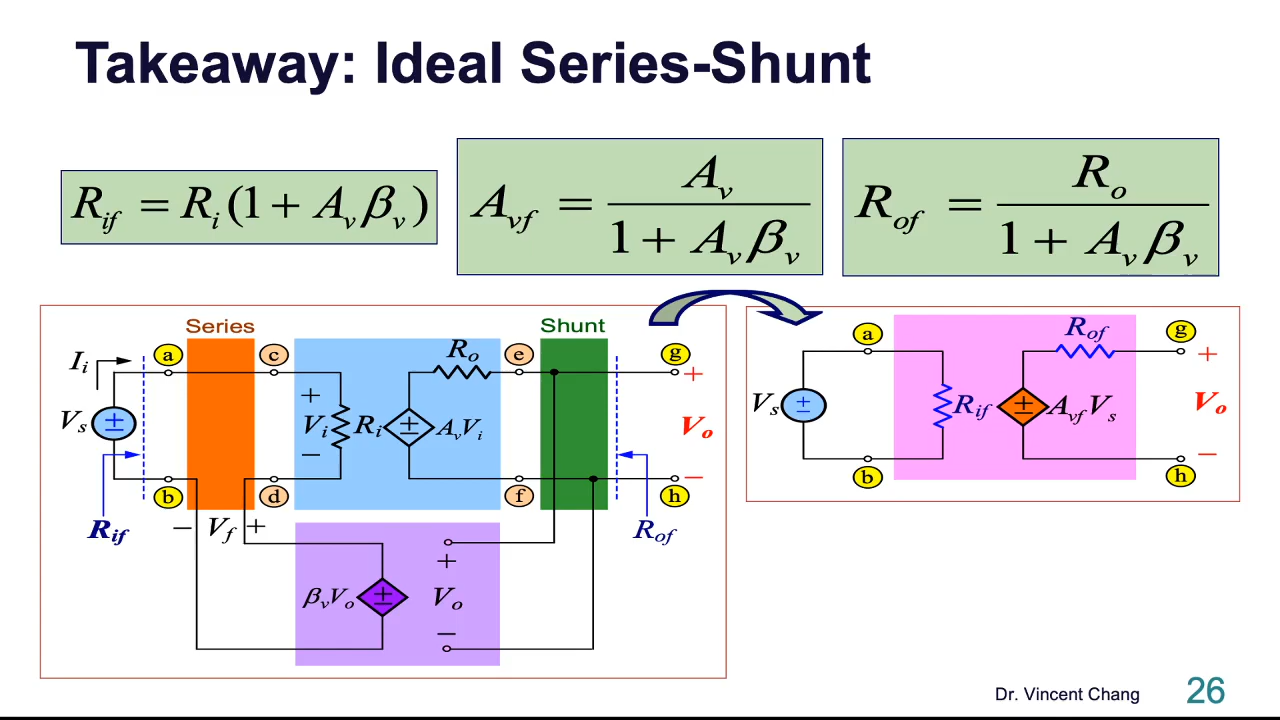 Takeaway: Ideal Series-Shunt
R_if = R_i (1 + A_v β_v)
A_vf = A_v / (1 + A_v β_v)
R_of = R_o / (1 + A_v β_v)
Series
Shunt
I_i
a
c
R_o
e
g
+
V_s
±
+
V_i
−
R_i
±
A_v V_i
V_o
b
d
f
h
−
R_if
− V_f +
R_of
β_v V_o
±
+
V_o
−
a
R_of
g
+
V_s
±
R_if
±
A_vf V_s
V_o
−
b
h
Dr. Vincent Chang
26